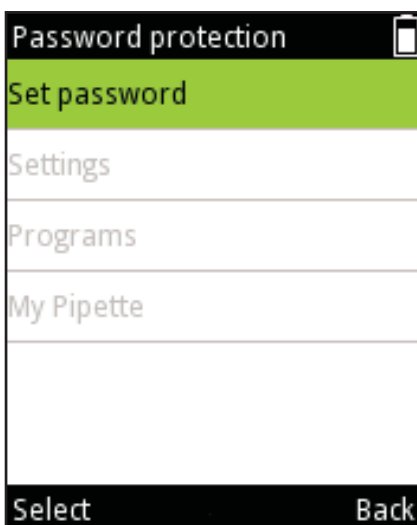 Password protection
Set password
Settings
Programs
My Pipette
Select Back